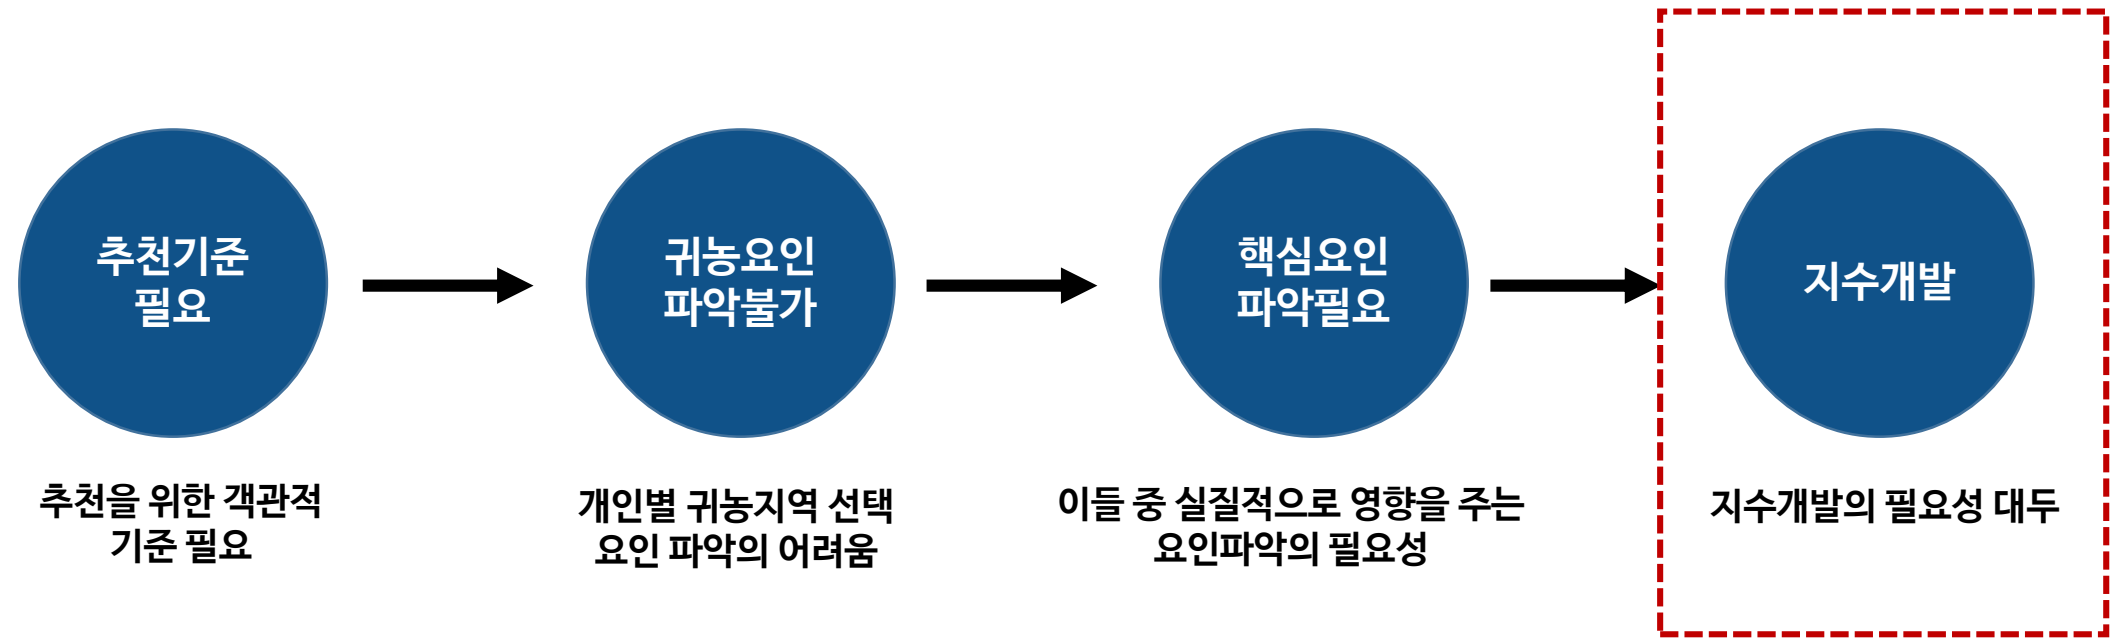 추천기준
필요
추천을 위한 객관적
기준 필요
귀농요인
파악불가
개인별 귀농지역 선택
요인 파악의 어려움
핵심요인
파악필요
이들 중 실질적으로 영향을 주는
요인파악의 필요성
지수개발
지수개발의 필요성 대두